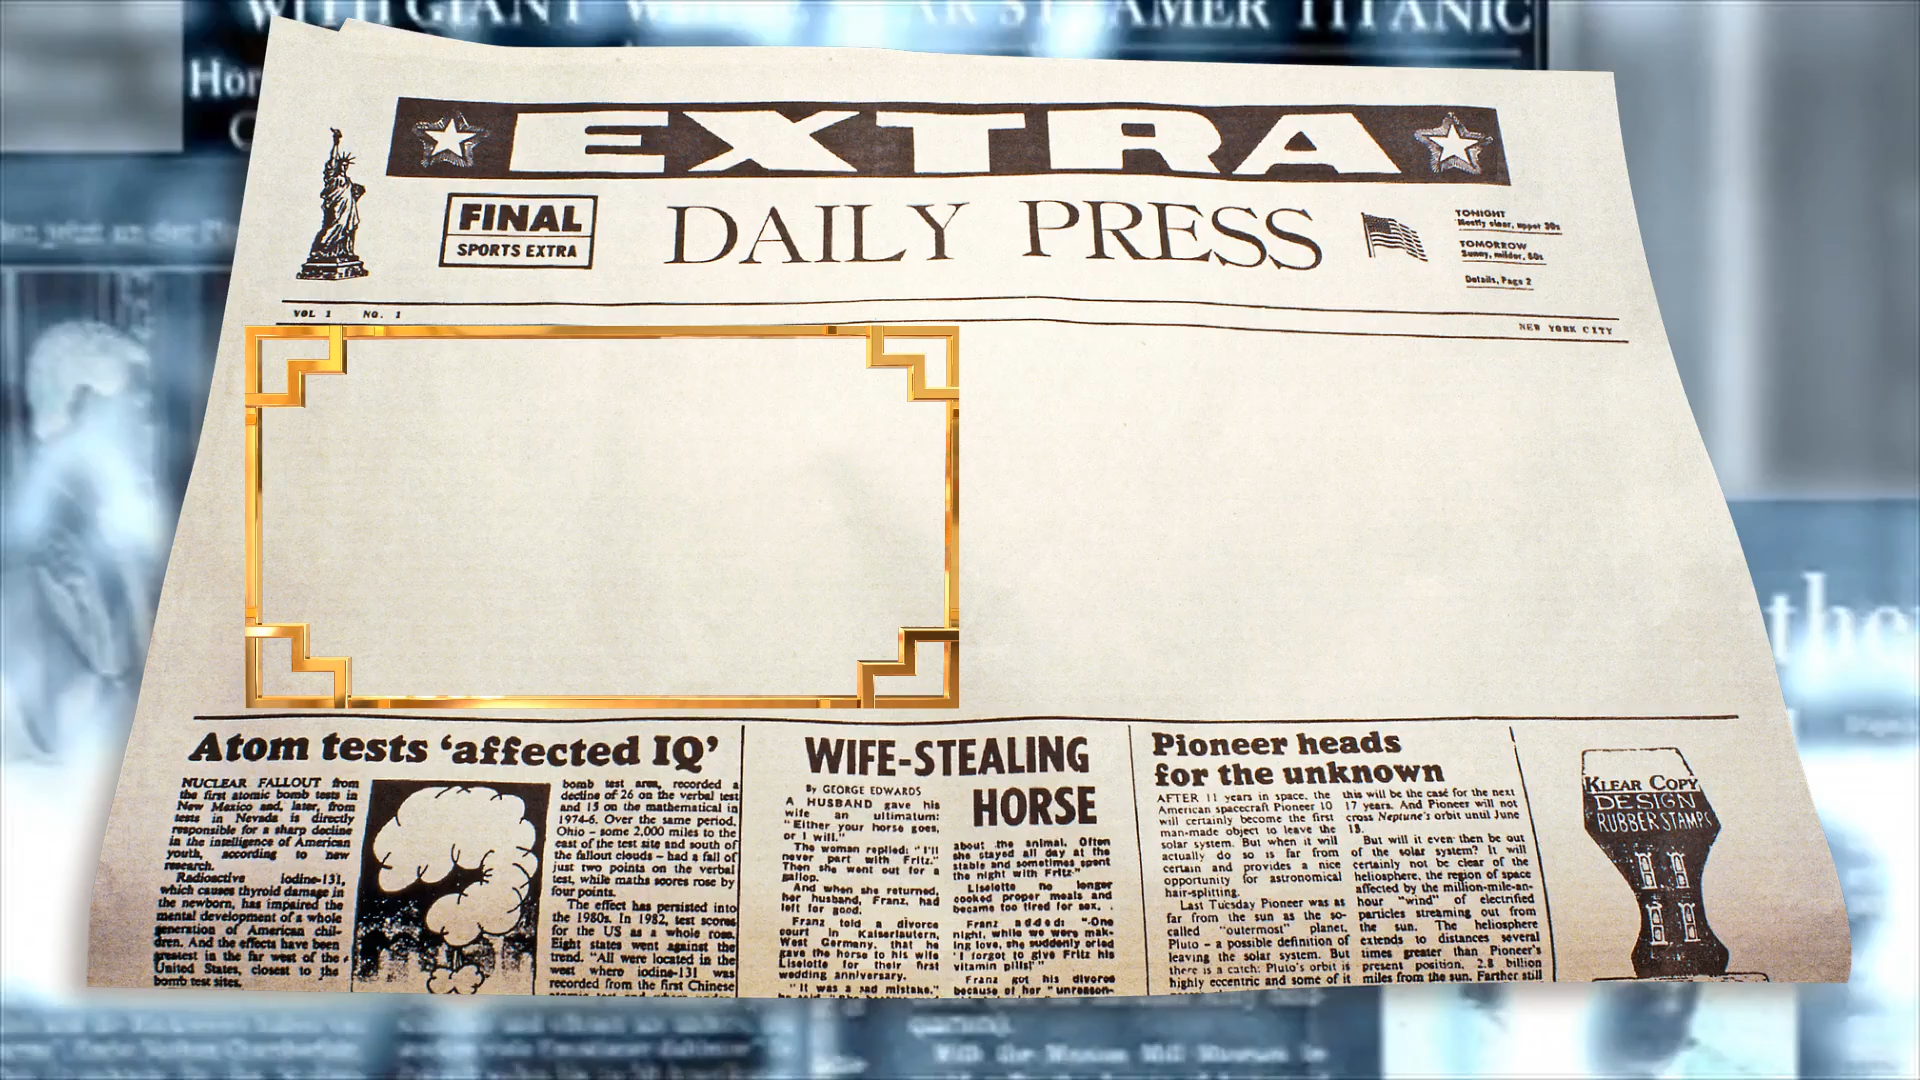 WITH GIANT
AMER TITANIC
EXTRA
FINAL
SPORTS EXTRA
DAILY PRESS
TONIGHT
Mostly clear, upper 30s
TOMORROW
Sunny, milder, 50s
Details, Page 2
VOL 1 NO. 1
NEW YORK CITY
the
Atom tests ‘affected IQ’
NUCLEAR FALLOUT from
the first atomic bomb tests in
New Mexico and, later, from
tests in Nevada is directly
responsible for a sharp decline
in the intelligence of American
youth, according to new
research.
Radioactive iodine-131,
which causes thyroid damage in
the newborn, has impaired the
mental development of a whole
generation of American chil-
dren. And the effects have been
greatest in the far west of the
United States, closest to the
bomb test sites.
bomb test area, recorded a
decline of 26 on the verbal test
and 15 on the mathematical in
1974-6. Over the same period,
Ohio – some 2,000 miles to the
east of the test site and south of
the fallout clouds – had a fall of
just two points on the verbal
test, while maths scores rose by
four points.
The effect has persisted into
the 1980s. In 1982, test scores
for the US as a whole rose.
Eight states went against the
trend. “All were located in the
west where iodine-131 was
recorded from the first Chinese
WIFE-STEALING
HORSE
By GEORGE EDWARDS
A HUSBAND gave his
wife an ultimatum:
“Either your horse goes,
or I will.”
The woman replied: “I’ll
never part with Fritz.”
Then she went out for a
gallop.
And when she returned,
her husband, Franz, had
left for good.
Franz told a divorce
court in Kaiserlautern,
West Germany, that he
gave the horse to his wife
Liselotte for their first
wedding anniversary.
“It was a sad mistake,”
about the animal. Often
she stayed all day at the
stable and sometimes spent
the night with Fritz.”
Liselotte no longer
cooked proper meals and
became too tired for sex.
Franz added: “One
night, while we were mak-
ing love, she suddenly cried
‘I forgot to give Fritz his
vitamin pills!’”
Franz got his divorce
because of her “unreason-
Pioneer heads
for the unknown
AFTER 11 years in space, the
American spacecraft Pioneer 10
will certainly become the first
man-made object to leave the
solar system. But when it will
actually do so is far from
certain and provides a nice
opportunity for astronomical
hair-splitting.
Last Tuesday Pioneer was as
far from the sun as the so-
called “outermost” planet,
Pluto – a possible definition of
leaving the solar system. But
there is a catch: Pluto’s orbit is
highly eccentric and some of it
this will be the case for the next
17 years. And Pioneer will not
cross Neptune’s orbit until June
13.
But will it even then be out
of the solar system? It will
certainly not be clear of the
heliosphere, the region of space
affected by the million-mile-an-
hour “wind” of electrified
particles streaming out from
the sun. The heliosphere
extends to distances several
times greater than Pioneer’s
present position, 2.8 billion
miles from the sun. Farther still
KLEAR COPY
DESIGN
RUBBER STAMPS